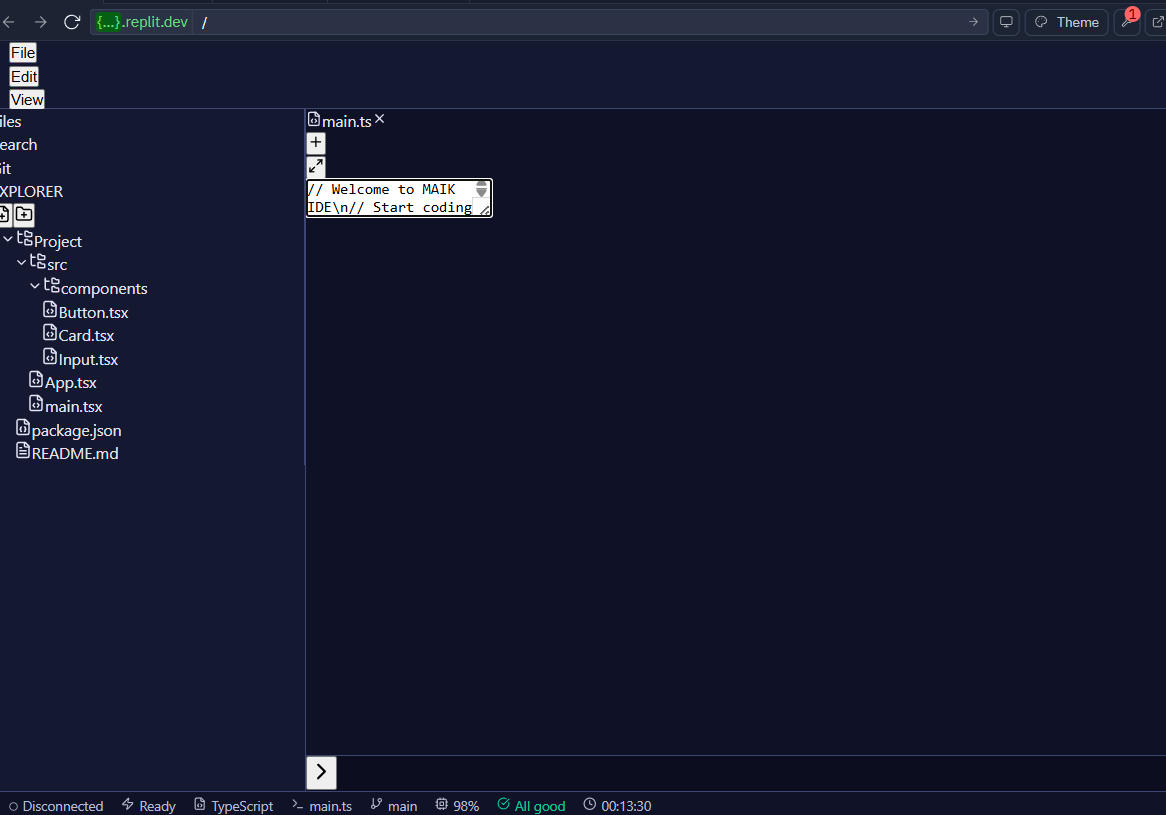 {...}.replit.dev /
Theme
1
File
Edit
View
iles
earch
it
XPLORER
Project
src
components
Button.tsx
Card.tsx
Input.tsx
App.tsx
main.tsx
package.json
README.md
main.ts
// Welcome to MAIK
IDE\n// Start coding
Disconnected Ready TypeScript main.ts main 98% All good 00:13:30